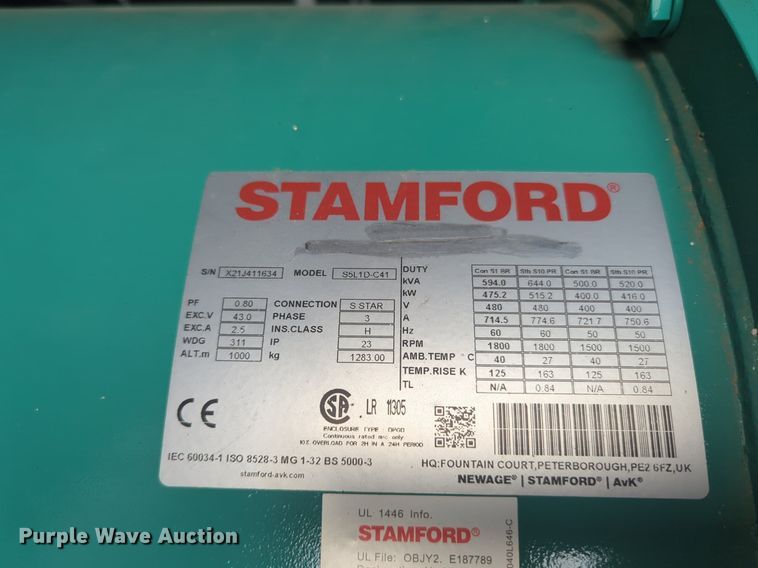 STAMFORD®
S/N X21J411634 MODEL S5L1D-C41
PF 0.80 CONNECTION S STAR
EXC.V 43.0 PHASE 3
EXC.A 2.5 INS.CLASS H
WDG 311 IP 23
ALT.m 1000 kg 1283.00
DUTY Con S1 BR Stb S10 PR Con S1 BR Stb S10 PR
kVA 594.0 644.0 500.0 520.0
kW 475.2 515.2 400.0 416.0
V 480 480 400 400
A 714.5 774.6 721.7 750.6
Hz 60 60 50 50
RPM 1800 1800 1500 1500
AMB.TEMP °C 40 27 40 27
TEMP.RISE K 125 163 125 163
TL N/A 0.84 N/A 0.84
CE
SA ® LR 11305
ENCLOSURE TYPE : OPGD
Continuous rated m/c only
10% OVERLOAD FOR 2H IN A 24H PERIOD
IEC 60034-1 ISO 8528-3 MG 1-32 BS 5000-3
stamford-avk.com
HQ:FOUNTAIN COURT,PETERBOROUGH,PE2 6FZ,UK
NEWAGE® | STAMFORD® | AvK®
UL 1446 Info.
STAMFORD®
UL File: OBJY2. E187789
040L646-C
Purple Wave Auction